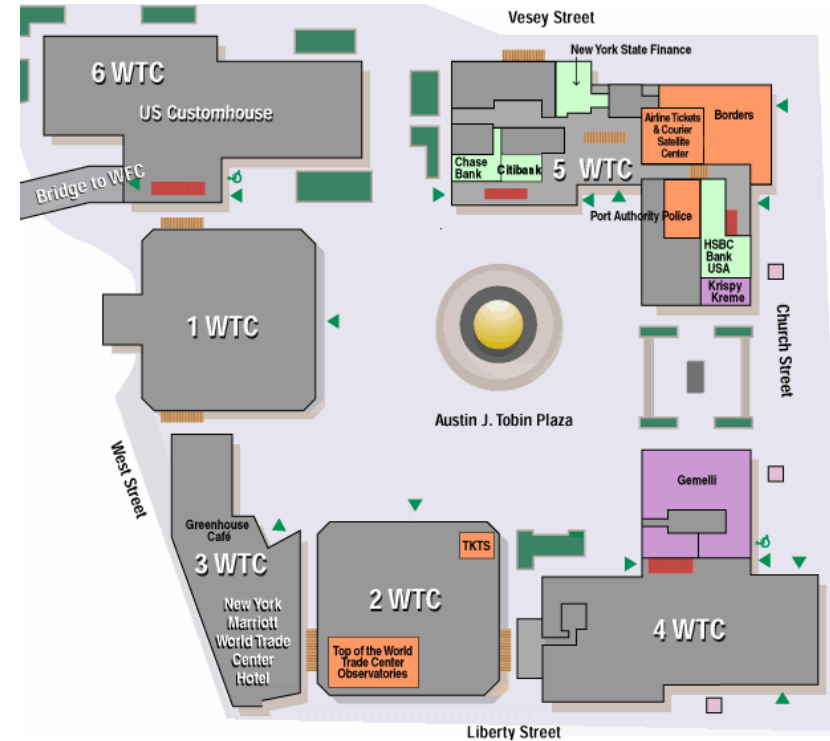 Vesey Street
New York State Finance
6 WTC
US Customhouse
Bridge to WFC
Borders
Airline Tickets
& Courier
Satellite
Center
Chase
Bank
Citibank
5 WTC
Port Authority Police
HSBC
Bank
USA
Krispy
Kreme
1 WTC
Church Street
Austin J. Tobin Plaza
West Street
Greenhouse
Café
3 WTC
New York
Marriott
World Trade
Center
Hotel
TKTS
2 WTC
Top of the World
Trade Center
Observatories
Gemelli
4 WTC
Liberty Street